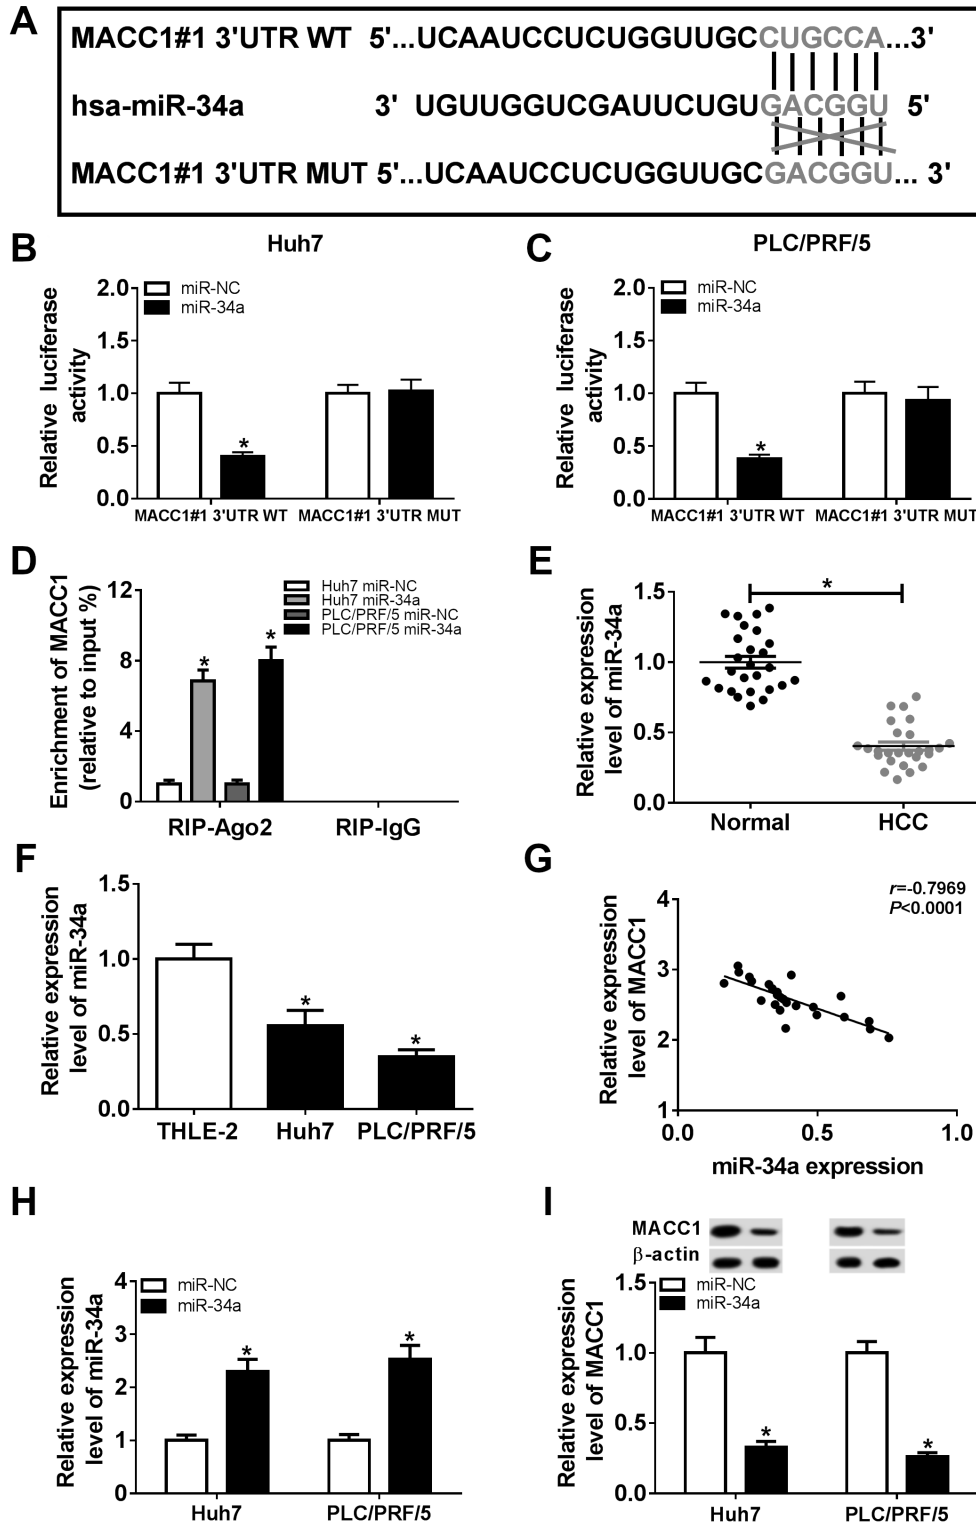 A
MACC1#1 3'UTR WT 5'...UCAAUCCUCUGGUUGCCUGCCA...3'
hsa-miR-34a 3' UGUUGGUCGAUUCUGUGACGGU 5'
MACC1#1 3'UTR MUT 5'...UCAAUCCUCUGGUUGCGACGGU... 3'
B
Huh7
Relative luciferase
activity
2.0
1.5
1.0
0.5
0.0
miR-NC
miR-34a
*
MACC1#1 3'UTR WT MACC1#1 3'UTR MUT
C
PLC/PRF/5
Relative luciferase
activity
2.0
1.5
1.0
0.5
0.0
miR-NC
miR-34a
*
MACC1#1 3'UTR WT MACC1#1 3'UTR MUT
D
Enrichment of MACC1
(relative to input %)
12
8
4
0
Huh7 miR-NC
Huh7 miR-34a
PLC/PRF/5 miR-NC
PLC/PRF/5 miR-34a
* *
RIP-Ago2 RIP-IgG
E
Relative expression
level of miR-34a
1.5
1.0
0.5
0.0
*
Normal HCC
F
Relative expression
level of miR-34a
1.5
1.0
0.5
0.0
* *
THLE-2 Huh7 PLC/PRF/5
G
Relative expression
level of MACC1
4
3
2
1
r=-0.7969
P<0.0001
0.0 0.5 1.0
miR-34a expression
H
Relative expression
level of miR-34a
4
3
2
1
0
miR-NC
miR-34a
* *
Huh7 PLC/PRF/5
I
MACC1
β-actin
Relative expression
level of MACC1
1.5
1.0
0.5
0.0
miR-NC
miR-34a
* *
Huh7 PLC/PRF/5